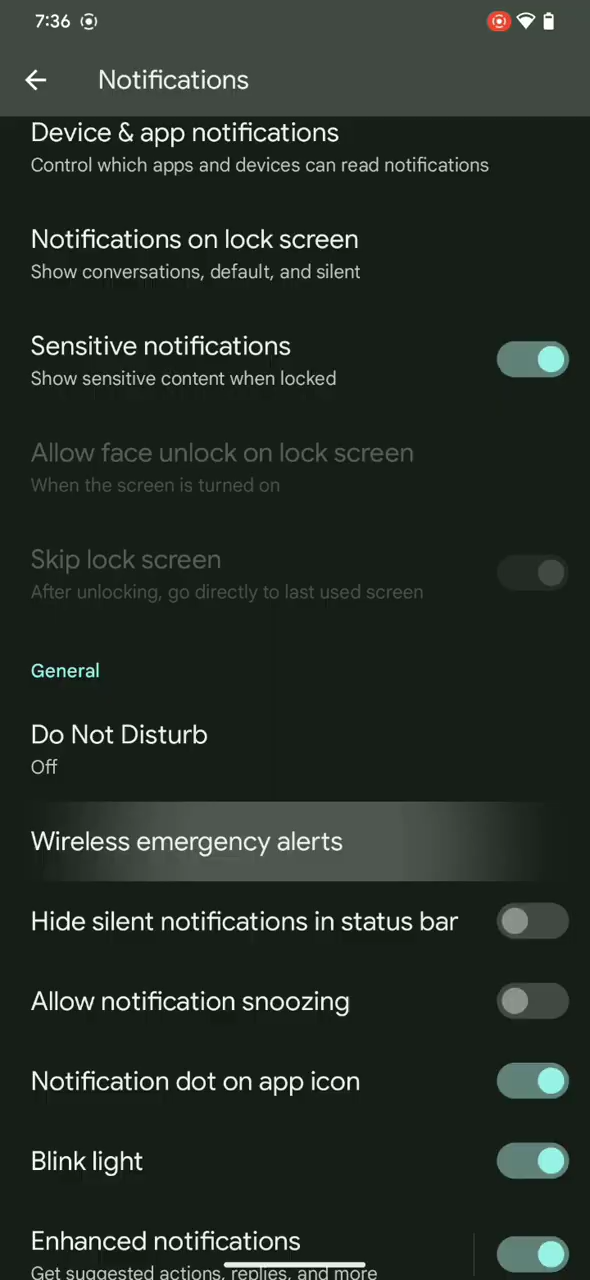 7:36
Notifications
Device & app notifications
Control which apps and devices can read notifications
Notifications on lock screen
Show conversations, default, and silent
Sensitive notifications
Show sensitive content when locked
Allow face unlock on lock screen
When the screen is turned on
Skip lock screen
After unlocking, go directly to last used screen
General
Do Not Disturb
Off
Wireless emergency alerts
Hide silent notifications in status bar
Allow notification snoozing
Notification dot on app icon
Blink light
Enhanced notifications
Get suggested actions, replies, and more